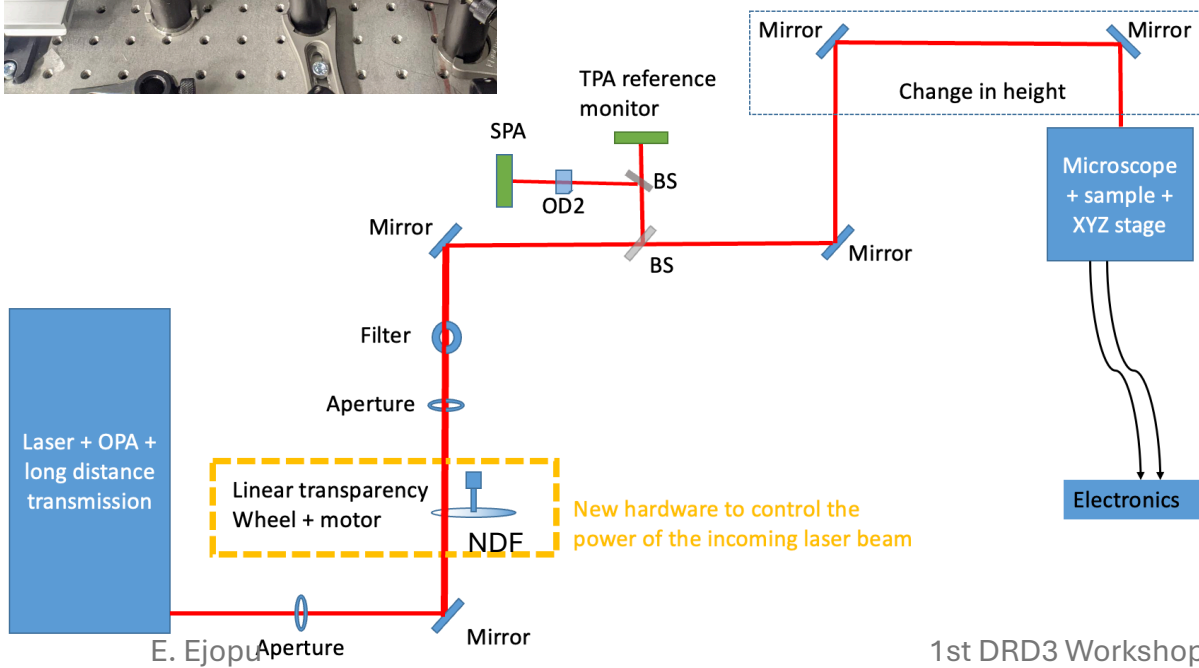 Mirror
Mirror
Change in height
TPA reference
monitor
SPA
BS
OD2
Microscope
+ sample +
XYZ stage
Mirror
BS
Mirror
Filter
Aperture
Laser + OPA +
long distance
transmission
Linear transparency
Wheel + motor
NDF
New hardware to control the
power of the incoming laser beam
Electronics
Aperture
Mirror
E. Ejopu
1st DRD3 Workshop